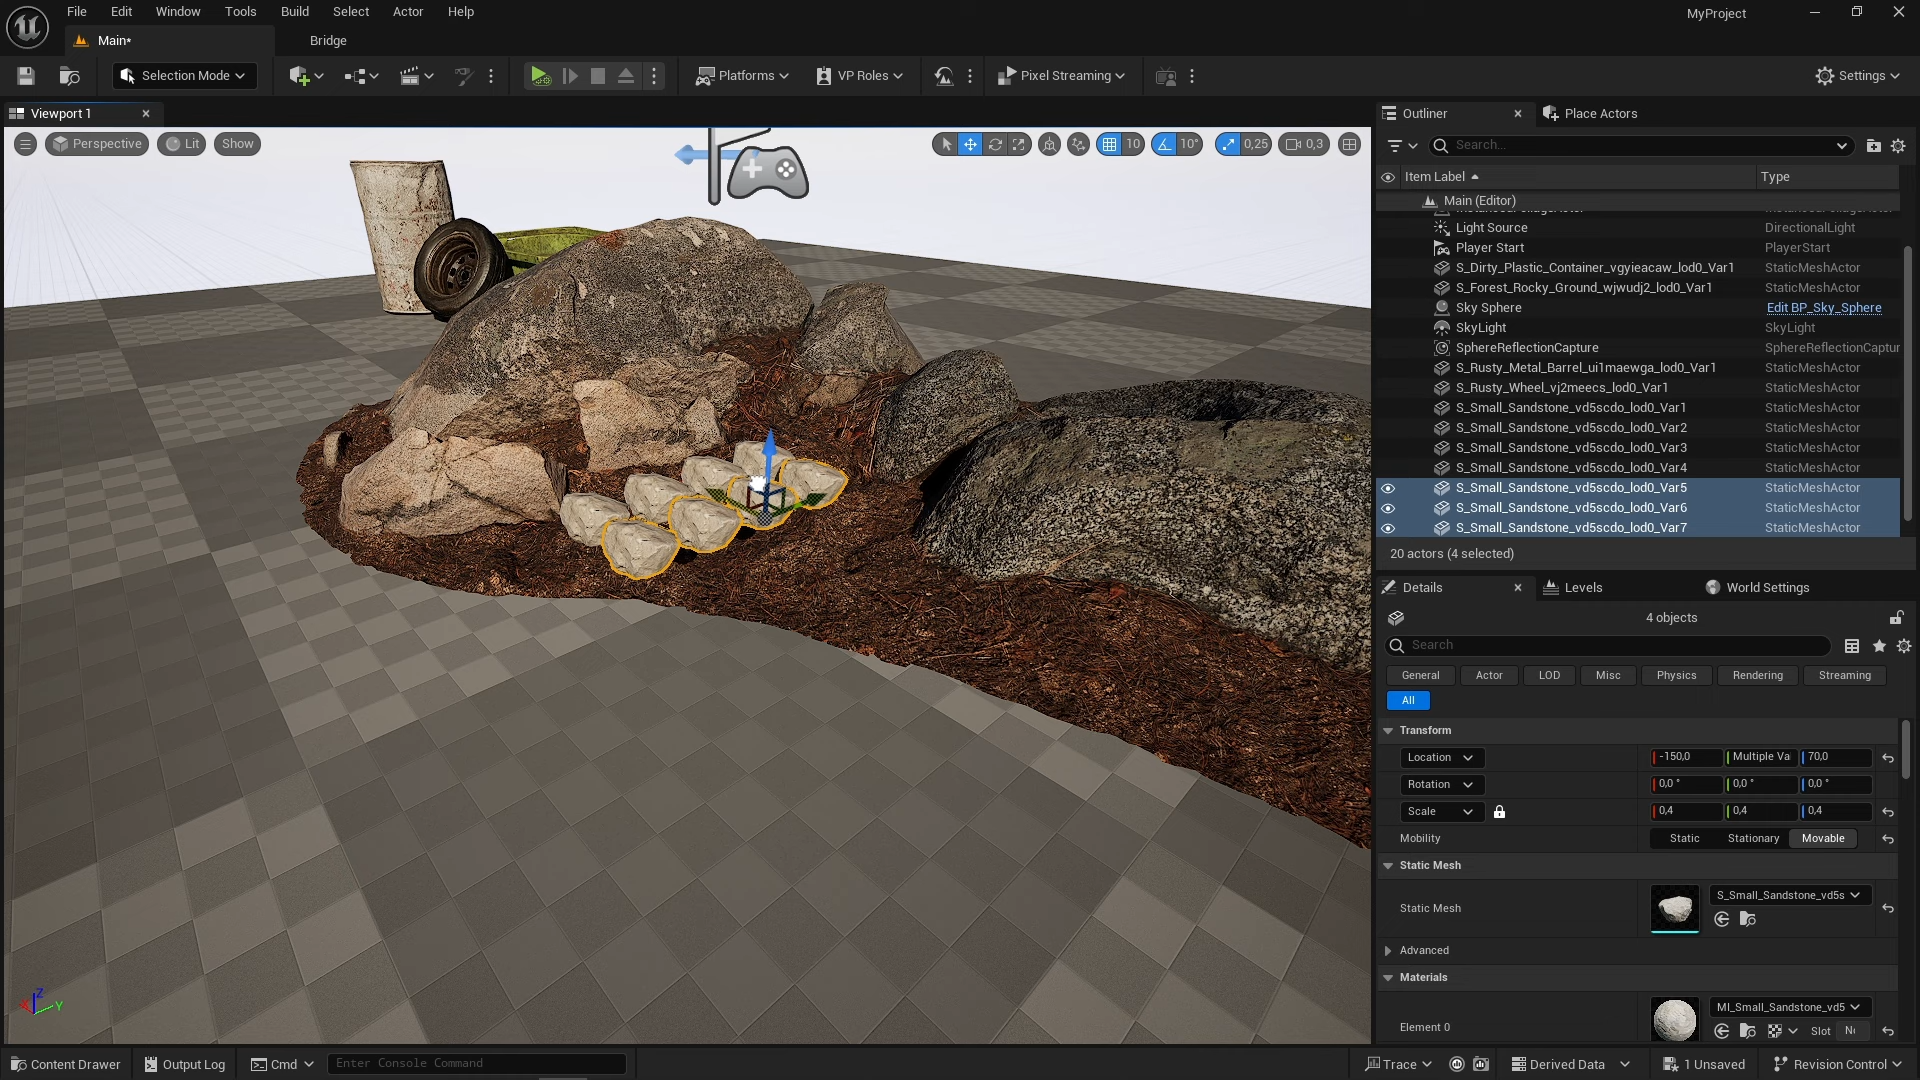 File Edit Window Tools Build Select Actor Help
MyProject
Main*
Bridge
Selection Mode
Platforms
VP Roles
Pixel Streaming
Settings
Viewport 1
Perspective
Lit
Show
10
10°
0,25
0,3
Outliner
Place Actors
Search...
Item Label
Type
Main (Editor)
Light Source DirectionalLight
Player Start PlayerStart
S_Dirty_Plastic_Container_vgyieacaw_lod0_Var1 StaticMeshActor
S_Forest_Rocky_Ground_wjwudj2_lod0_Var1 StaticMeshActor
Sky Sphere Edit BP_Sky_Sphere
SkyLight SkyLight
SphereReflectionCapture SphereReflectionCaptur
S_Rusty_Metal_Barrel_ui1maewga_lod0_Var1 StaticMeshActor
S_Rusty_Wheel_vj2meecs_lod0_Var1 StaticMeshActor
S_Small_Sandstone_vd5scdo_lod0_Var1 StaticMeshActor
S_Small_Sandstone_vd5scdo_lod0_Var2 StaticMeshActor
S_Small_Sandstone_vd5scdo_lod0_Var3 StaticMeshActor
S_Small_Sandstone_vd5scdo_lod0_Var4 StaticMeshActor
S_Small_Sandstone_vd5scdo_lod0_Var5 StaticMeshActor
S_Small_Sandstone_vd5scdo_lod0_Var6 StaticMeshActor
S_Small_Sandstone_vd5scdo_lod0_Var7 StaticMeshActor
20 actors (4 selected)
Details
Levels
World Settings
4 objects
Search
General Actor LOD Misc Physics Rendering Streaming
All
Transform
Location -150,0 Multiple Va 70,0
Rotation 0,0 ° 0,0 ° 0,0 °
Scale 0,4 0,4 0,4
Mobility Static Stationary Movable
Static Mesh
S_Small_Sandstone_vd5s
Static Mesh
Advanced
Materials
MI_Small_Sandstone_vd5
Element 0
Slot
X Z Y
Content Drawer
Output Log
Cmd
Enter Console Command
Trace
Derived Data
1 Unsaved
Revision Control